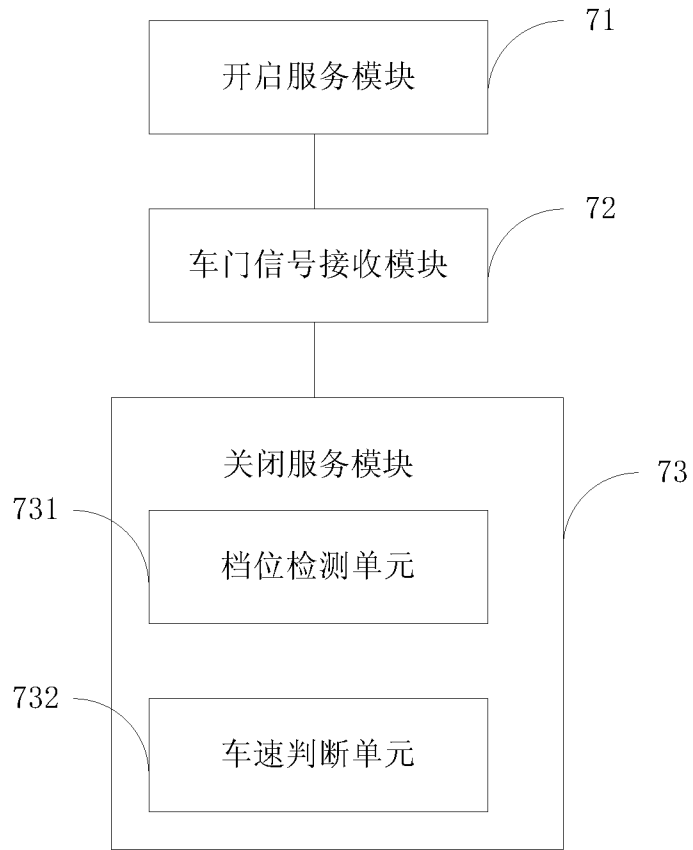 71
开启服务模块
72
车门信号接收模块
关闭服务模块
73
731
档位检测单元
732
车速判断单元